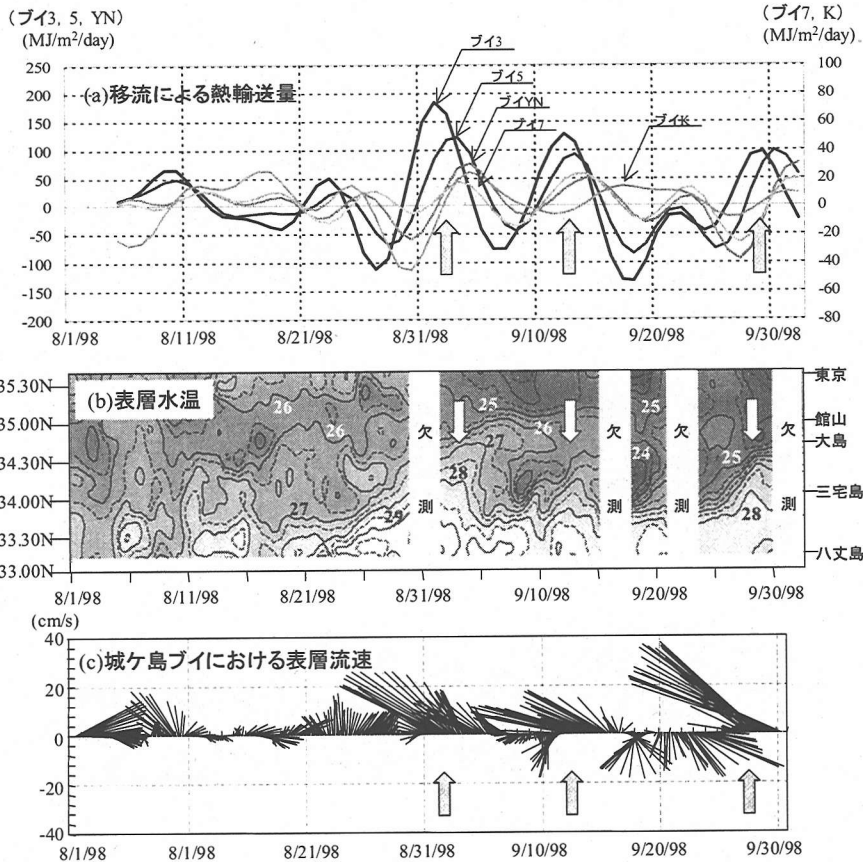 (ブイ3, 5, YN) (ブイ7, K)
(MJ/m²/day) (MJ/m²/day)
(a)移流による熱輸送量
ブイ3
ブイ5
ブイYN
ブイ7
ブイK
250
200
150
100
50
0
-50
-100
-150
-200
100
80
60
40
20
0
-20
-40
-60
-80
8/1/98 8/11/98 8/21/98 8/31/98 9/10/98 9/20/98 9/30/98
(b)表層水温
35.30N
35.00N
34.30N
34.00N
33.30N
33.00N
26
26
27
29
欠測
25
27
26
28
欠測
25
24
欠測
25
28
欠測
東京
館山
大島
三宅島
八丈島
8/1/98 8/11/98 8/21/98 8/31/98 9/10/98 9/20/98 9/30/98
(cm/s)
(c)城ケ島ブイにおける表層流速
40
20
0
-20
-40
8/1/98 8/1/98 8/21/98 8/31/98 9/10/98 9/20/98 9/30/98